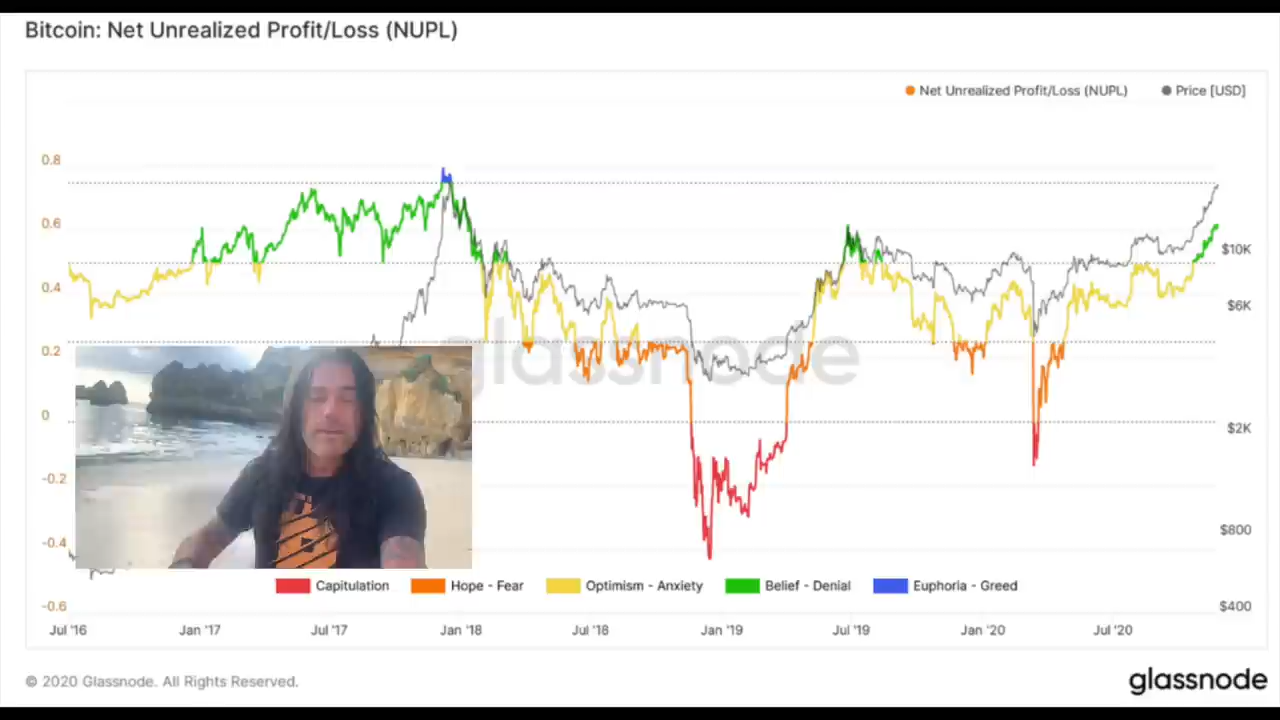 Bitcoin: Net Unrealized Profit/Loss (NUPL)
Net Unrealized Profit/Loss (NUPL) Price [USD]
0.8
0.6
$10K
0.4
$6K
0.2
glassnode
0
$2K
-0.2
$800
-0.4
Capitulation Hope - Fear Optimism - Anxiety Belief - Denial Euphoria - Greed
-0.6
$400
Jul '16 Jan '17 Jul '17 Jan '18 Jul '18 Jan '19 Jul '19 Jan '20 Jul '20
© 2020 Glassnode. All Rights Reserved.
glassnode